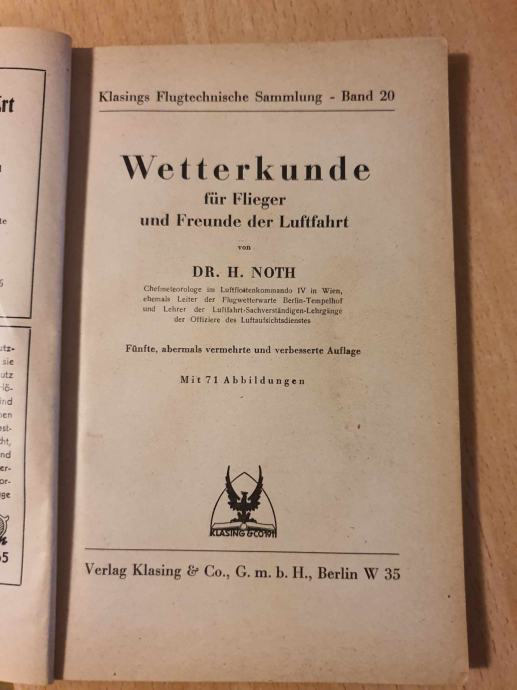 Klasings Flugtechnische Sammlung - Band 20
Wetterkunde
für Flieger
und Freunde der Luftfahrt
von
DR. H. NOTH
Chefmeteorologe im Luftflottenkommando IV in Wien,
ehemals Leiter der Flugwetterwarte Berlin-Tempelhof
und Lehrer der Luftfahrt-Sachverständigen-Lehrgänge
der Offiziere des Luftaufsichtsdienstes
Fünfte, abermals vermehrte und verbesserte Auflage
Mit 71 Abbildungen
KLASING & CO 1911
Verlag Klasing & Co., G. m. b. H., Berlin W 35